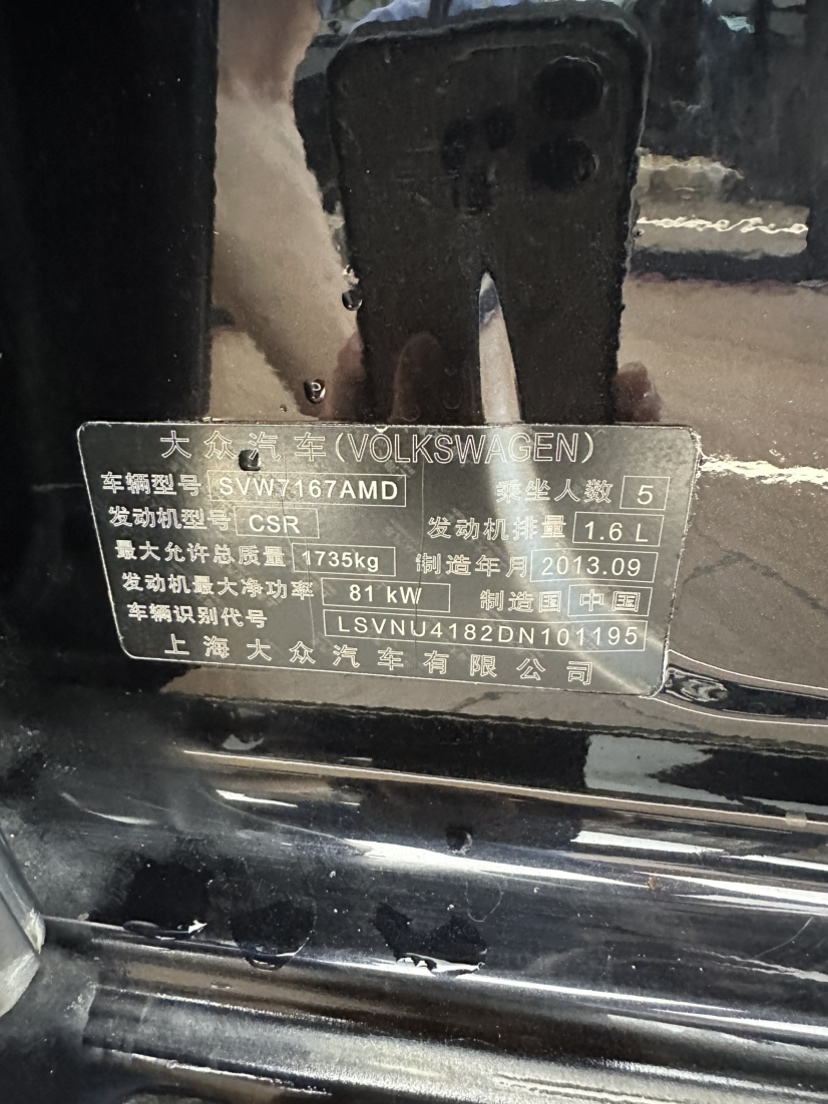 大众汽车(VOLKSWAGEN)
车辆型号 SVW7167AMD 乘坐人数 5
发动机型号 CSR 发动机排量 1.6 L
最大允许总质量 1735kg 制造年月 2013.09
发动机最大净功率 81 kW 制造国 中国
车辆识别代号 LSVNU4182DN101195
上海大众汽车有限公司